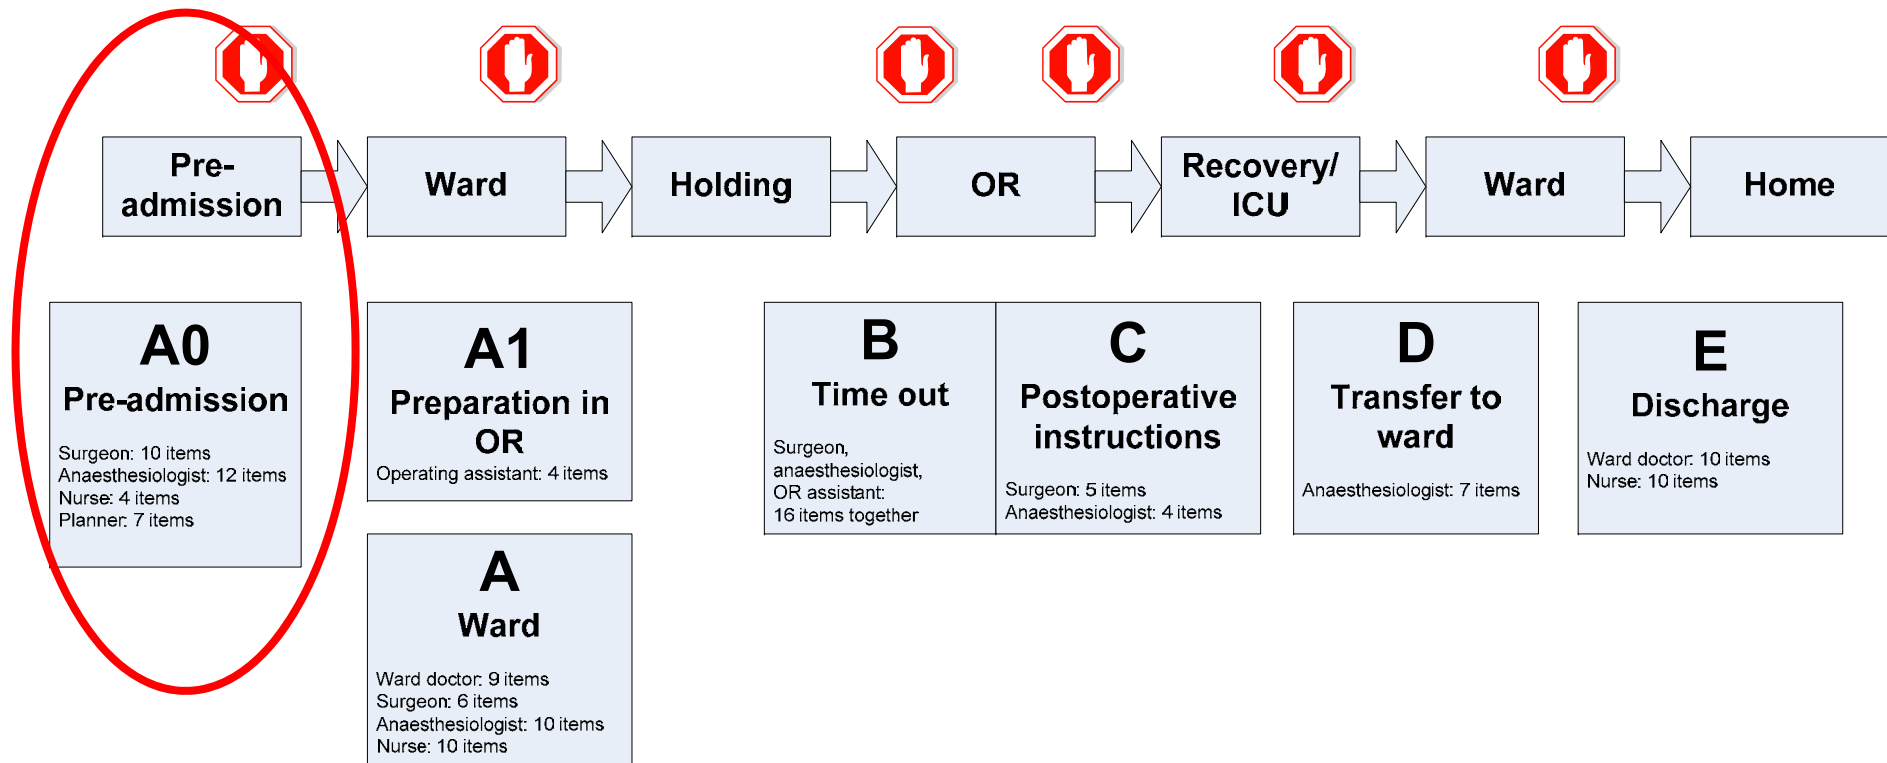 Pre-
admission
Ward
Holding
OR
Recovery/
ICU
Ward
Home
A0
Pre-admission
Surgeon: 10 items
Anaesthesiologist: 12 items
Nurse: 4 items
Planner: 7 items
A1
Preparation in
OR
Operating assistant: 4 items
A
Ward
Ward doctor: 9 items
Surgeon: 6 items
Anaesthesiologist: 10 items
Nurse: 10 items
B
Time out
Surgeon,
anaesthesiologist,
OR assistant:
16 items together
C
Postoperative
instructions
Surgeon: 5 items
Anaesthesiologist: 4 items
D
Transfer to
ward
Anaesthesiologist: 7 items
E
Discharge
Ward doctor: 10 items
Nurse: 10 items